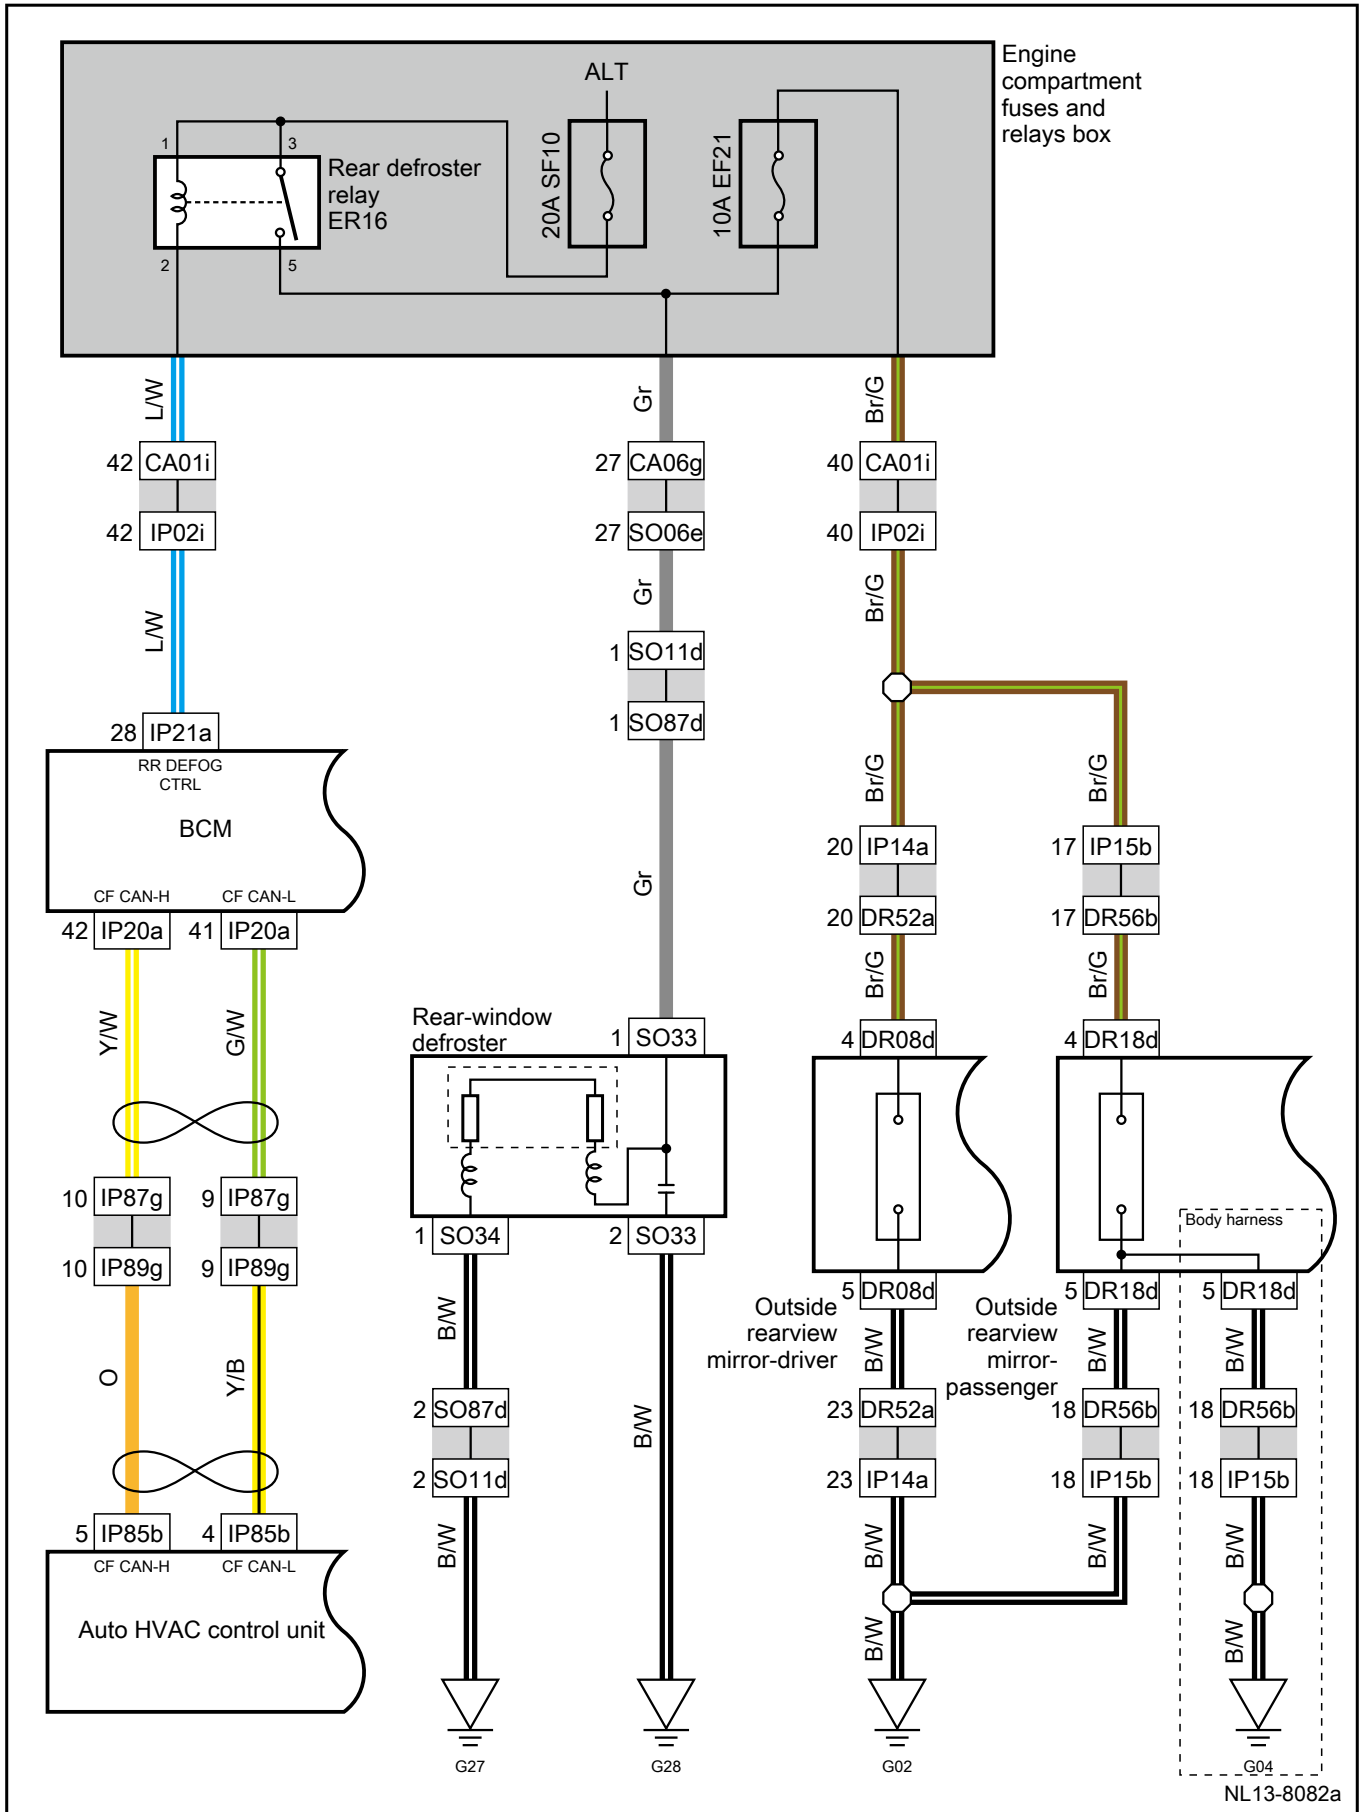 Engine
compartment
fuses and
relays box
ALT
20A SF10
10A EF21
1
3
Rear defroster
relay
ER16
2
5
L/W
Gr
Br/G
42 CA01i
27 CA06g
40 CA01i
42 IP02i
27 SO06e
40 IP02i
L/W
Gr
Br/G
1 SO11d
1 SO87d
28 IP21a
RR DEFOG
CTRL
BCM
CF CAN-H
CF CAN-L
42 IP20a
41 IP20a
Gr
Br/G
Br/G
20 IP14a
17 IP15b
20 DR52a
17 DR56b
Br/G
Br/G
Y/W
G/W
Rear-window
defroster
1 SO33
4 DR08d
4 DR18d
10 IP87g
9 IP87g
10 IP89g
9 IP89g
1 SO34
2 SO33
Body harness
5 DR08d
5 DR18d
5 DR18d
Outside
rearview
mirror-driver
Outside
rearview
mirror-
passenger
O
Y/B
B/W
B/W
B/W
B/W
B/W
2 SO87d
23 DR52a
18 DR56b
18 DR56b
2 SO11d
23 IP14a
18 IP15b
18 IP15b
5 IP85b
4 IP85b
CF CAN-H
CF CAN-L
Auto HVAC control unit
B/W
B/W
B/W
B/W
B/W
B/W
G27
G28
G02
G04
NL13-8082a